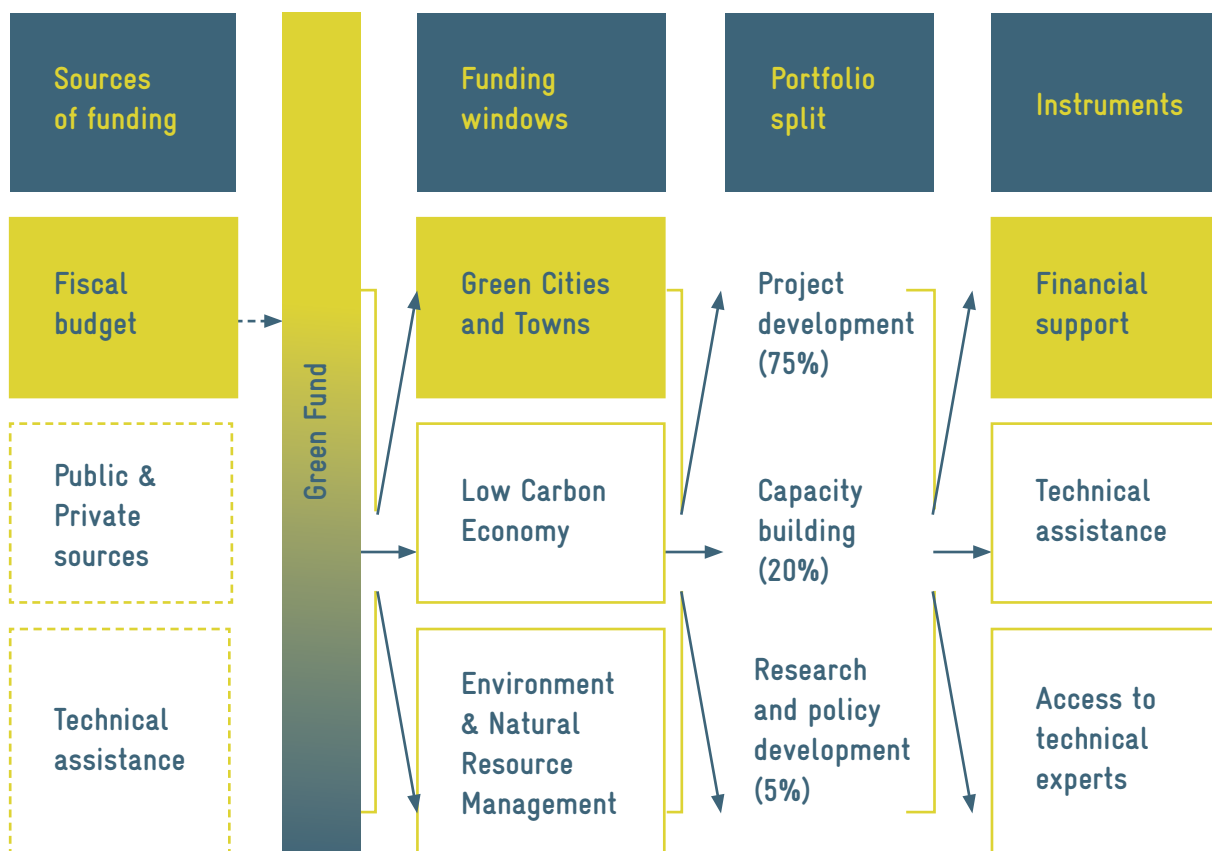 Sources
of funding
Funding
windows
Portfolio
split
Instruments
Fiscal
budget
Public &
Private
sources
Technical
assistance
Green Fund
Green Cities
and Towns
Low Carbon
Economy
Environment
& Natural
Resource
Management
Project
development
(75%)
Capacity
building
(20%)
Research
and policy
development
(5%)
Financial
support
Technical
assistance
Access to
technical
experts